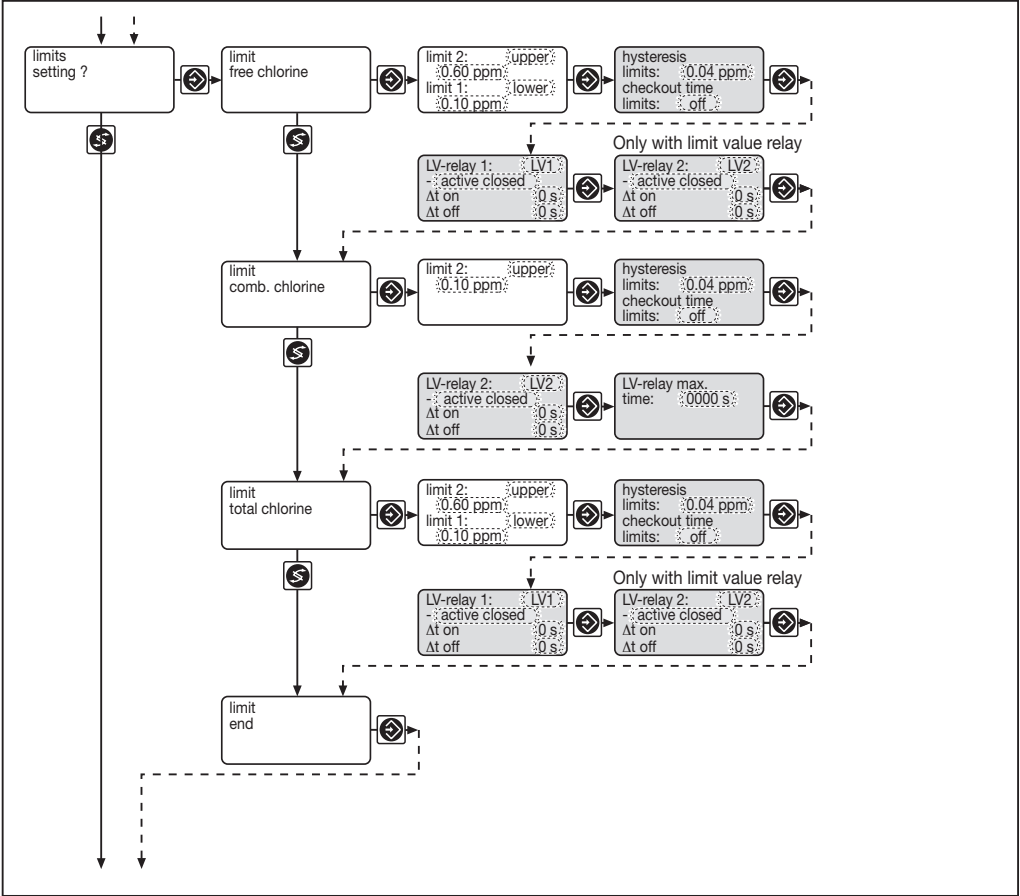 limits
setting ?
limit
free chlorine
limit 2: upper
0.60 ppm
limit 1: lower
0.10 ppm
hysteresis
limits: 0.04 ppm
checkout time
limits: off
Only with limit value relay
LV-relay 1: LV1
- active closed
Δt on 0 s
Δt off 0 s
LV-relay 2: LV2
- active closed
Δt on 0 s
Δt off 0 s
limit
comb. chlorine
limit 2: upper
0.10 ppm
hysteresis
limits: 0.04 ppm
checkout time
limits: off
LV-relay 2: LV2
- active closed
Δt on 0 s
Δt off 0 s
LV-relay max.
time: 0000 s
limit
total chlorine
limit 2: upper
0.60 ppm
limit 1: lower
0.10 ppm
hysteresis
limits: 0.04 ppm
checkout time
limits: off
Only with limit value relay
LV-relay 1: LV1
- active closed
Δt on 0 s
Δt off 0 s
LV-relay 2: LV2
- active closed
Δt on 0 s
Δt off 0 s
limit
end